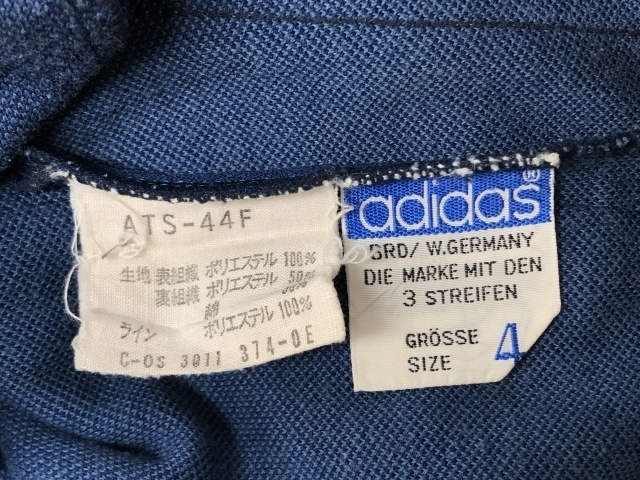 ATS-44F
生地 表組織 ポリエステル 100%
裏組織 ポリエステル 50%
綿 50%
ライン ポリエステル 100%
C-OS 3011 374-0E
adidas®
BRD/ W.GERMANY
DIE MARKE MIT DEN
3 STREIFEN
GRÖSSE
SIZE 4